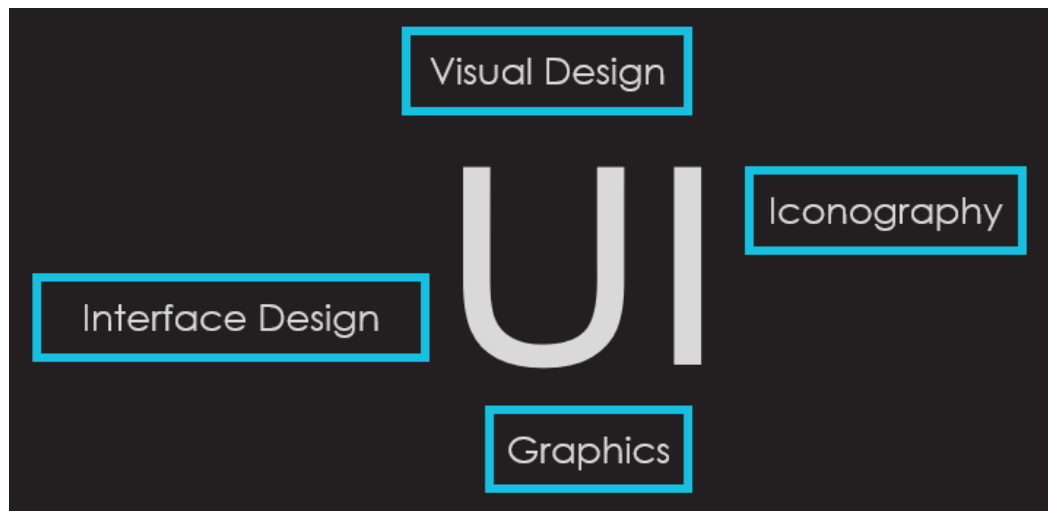 Visual Design
UI
Iconography
Interface Design
Graphics